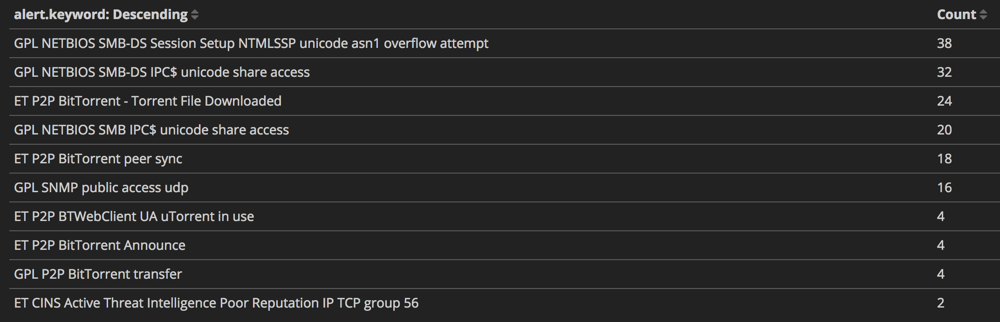 alert.keyword: Descending Count
GPL NETBIOS SMB-DS Session Setup NTMLSSP unicode asn1 overflow attempt 38
GPL NETBIOS SMB-DS IPC$ unicode share access 32
ET P2P BitTorrent - Torrent File Downloaded 24
GPL NETBIOS SMB IPC$ unicode share access 20
ET P2P BitTorrent peer sync 18
GPL SNMP public access udp 16
ET P2P BTWebClient UA uTorrent in use 4
ET P2P BitTorrent Announce 4
GPL P2P BitTorrent transfer 4
ET CINS Active Threat Intelligence Poor Reputation IP TCP group 56 2